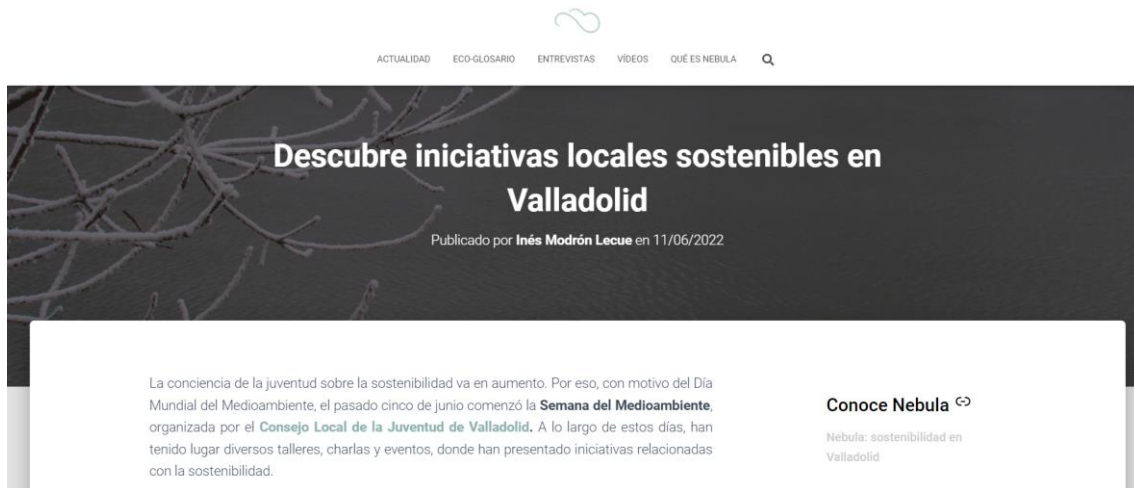 ACTUALIDAD ECO-GLOSARIO ENTREVISTAS VÍDEOS QUÉ ES NEBULA
Descubre iniciativas locales sostenibles en
Valladolid
Publicado por Inés Modrón Lecue en 11/06/2022
La conciencia de la juventud sobre la sostenibilidad va en aumento. Por eso, con motivo del Día
Mundial del Medioambiente, el pasado cinco de junio comenzó la Semana del Medioambiente,
organizada por el Consejo Local de la Juventud de Valladolid. A lo largo de estos días, han
tenido lugar diversos talleres, charlas y eventos, donde han presentado iniciativas relacionadas
con la sostenibilidad.
Conoce Nebula
Nebula: sostenibilidad en
Valladolid